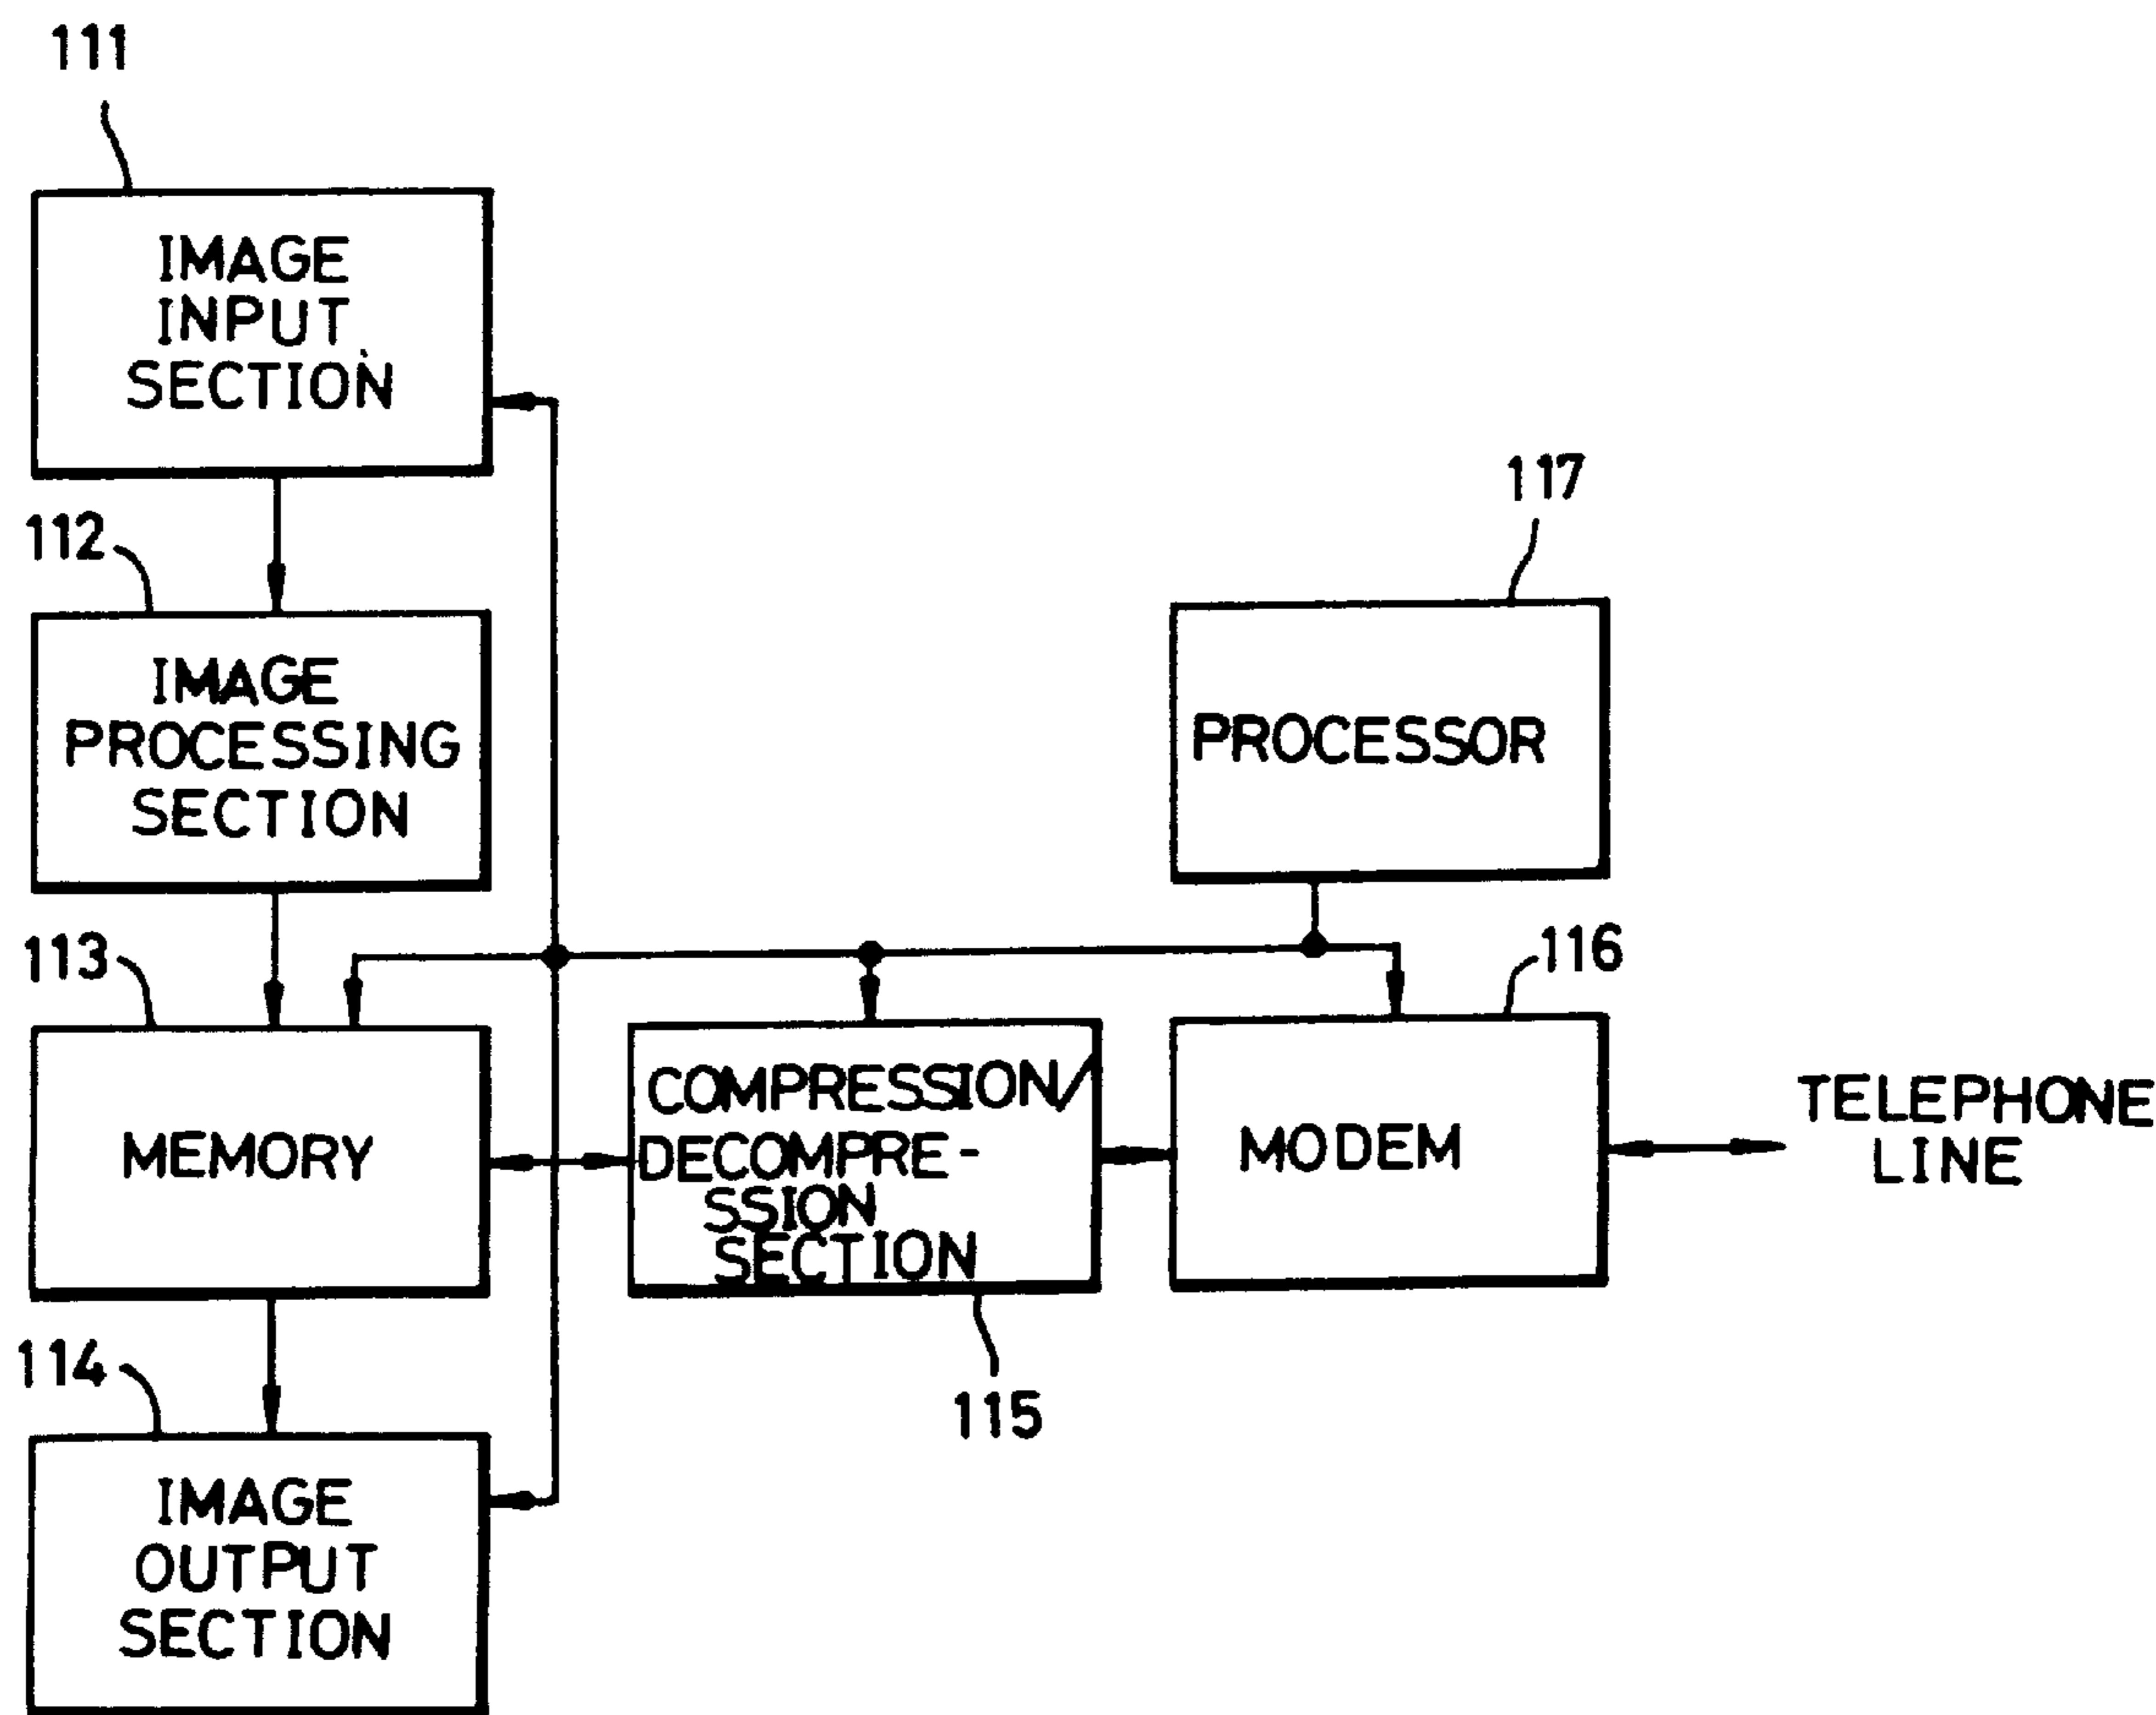 111
IMAGE
INPUT
SECTION
112
IMAGE
PROCESSING
SECTION
117
PROCESSOR
113
MEMORY
COMPRESSION/
DECOMPRE-
SSION
SECTION
115
116
MODEM
TELEPHONE
LINE
114
IMAGE
OUTPUT
SECTION